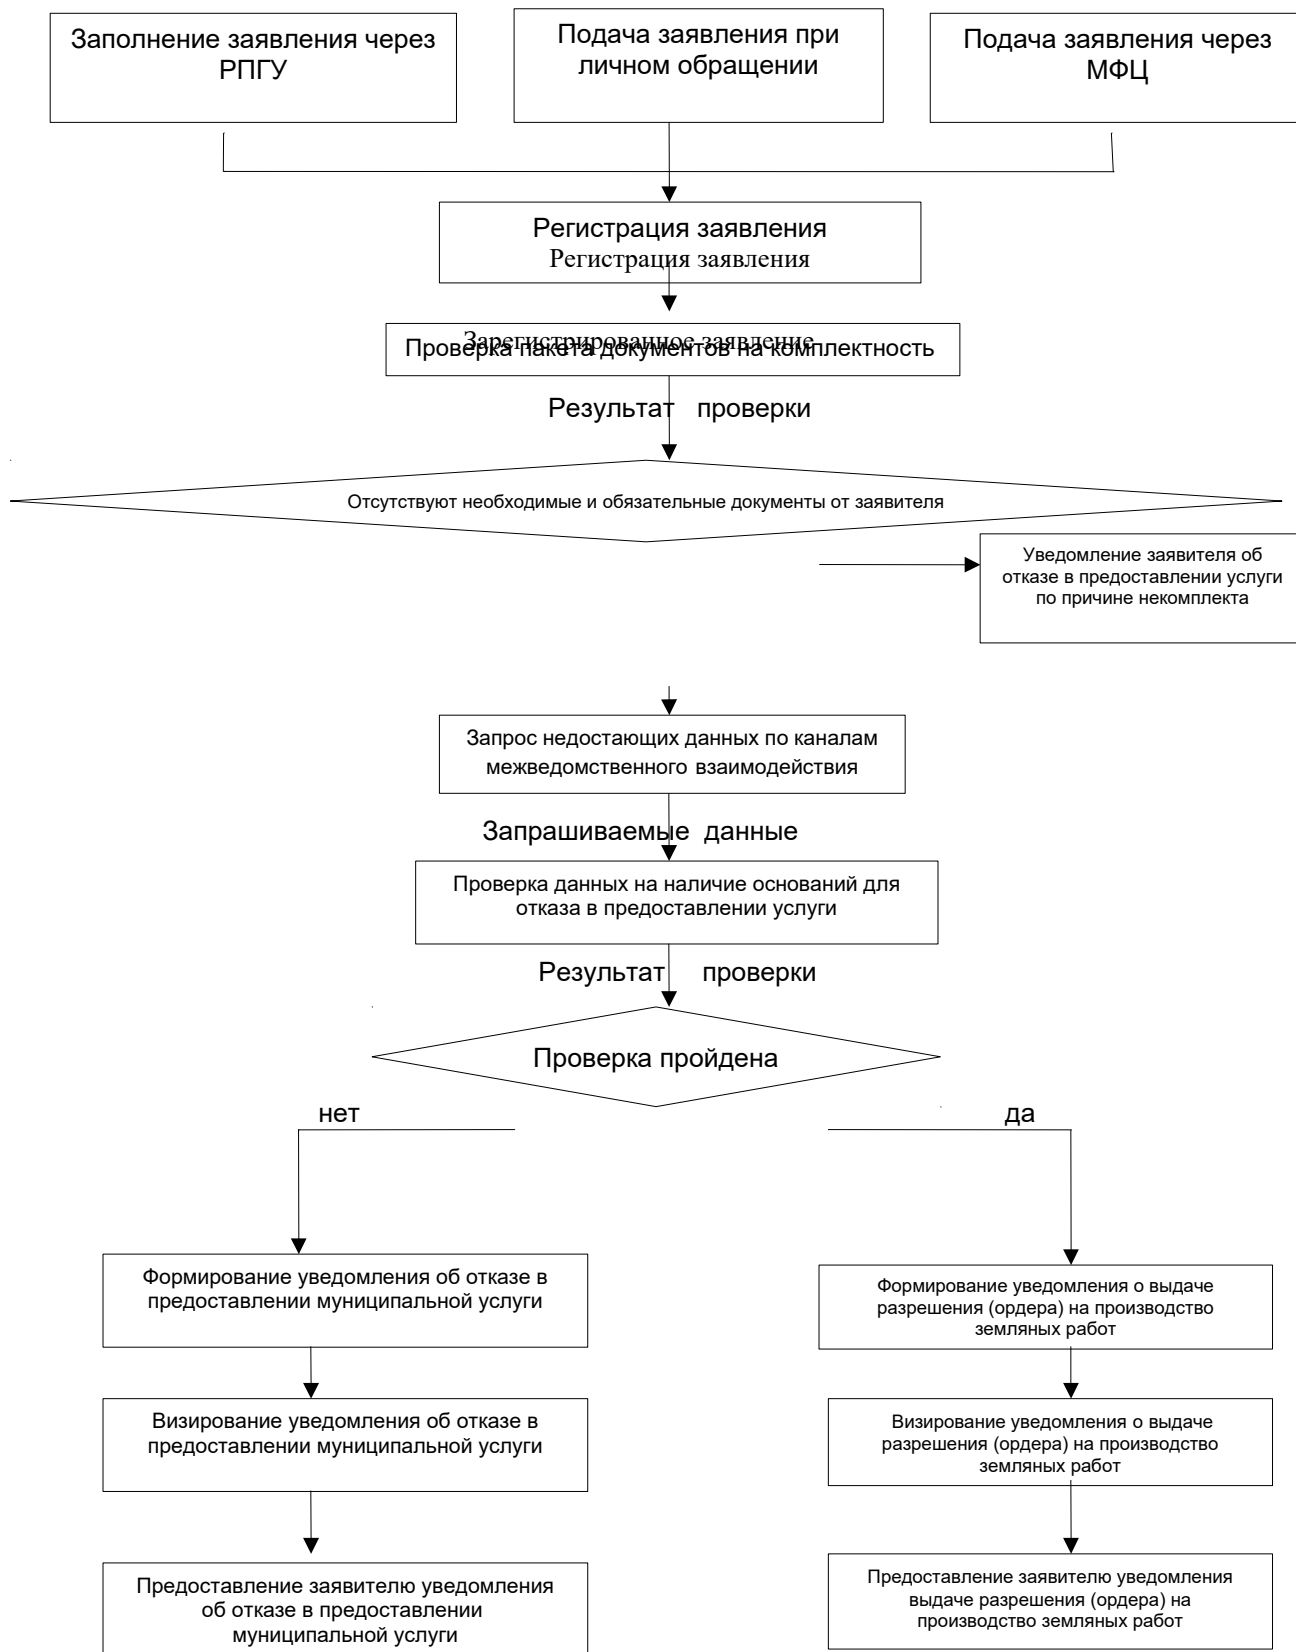 Заполнение заявления через
РПГУ
Подача заявления при
личном обращении
Подача заявления через
МФЦ
Регистрация заявления
Регистрация заявления
Зарегистрированное заявление
Проверка пакета документов на комплектность
Результат проверки
Отсутствуют необходимые и обязательные документы от заявителя
Уведомление заявителя об
отказе в предоставлении услуги
по причине некомплекта
Запрос недостающих данных по каналам
межведомственного взаимодействия
Запрашиваемые данные
Проверка данных на наличие оснований для
отказа в предоставлении услуги
Результат проверки
Проверка пройдена
нет
да
Формирование уведомления об отказе в
предоставлении муниципальной услуги
Формирование уведомления о выдаче
разрешения (ордера) на производство
земляных работ
Визирование уведомления об отказе в
предоставлении муниципальной услуги
Визирование уведомления о выдаче
разрешения (ордера) на производство
земляных работ
Предоставление заявителю уведомления
об отказе в предоставлении
муниципальной услуги
Предоставление заявителю уведомления
выдаче разрешения (ордера) на
производство земляных работ